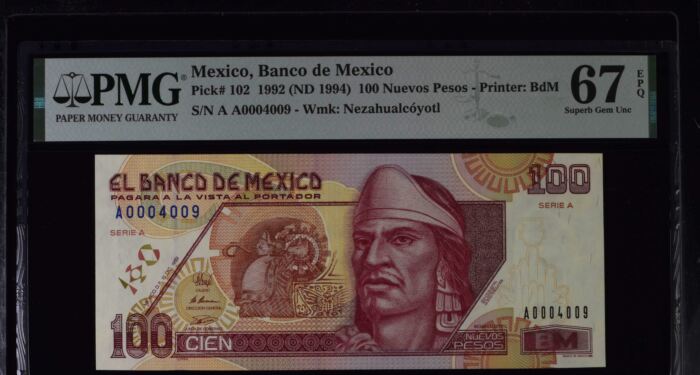 PMG
PAPER MONEY GUARANTY
Mexico, Banco de Mexico
Pick# 102 1992 (ND 1994) 100 Nuevos Pesos - Printer: BdM
S/N A A0004009 - Wmk: Nezahualcóyotl
67
EPQ
Superb Gem Unc
EL BANCO DE MEXICO
PAGARA A LA VISTA AL PORTADOR
A0004009
SERIE A
100
SERIE A
100
A0004009
100 CIEN
NUEVOS
PESOS
BM